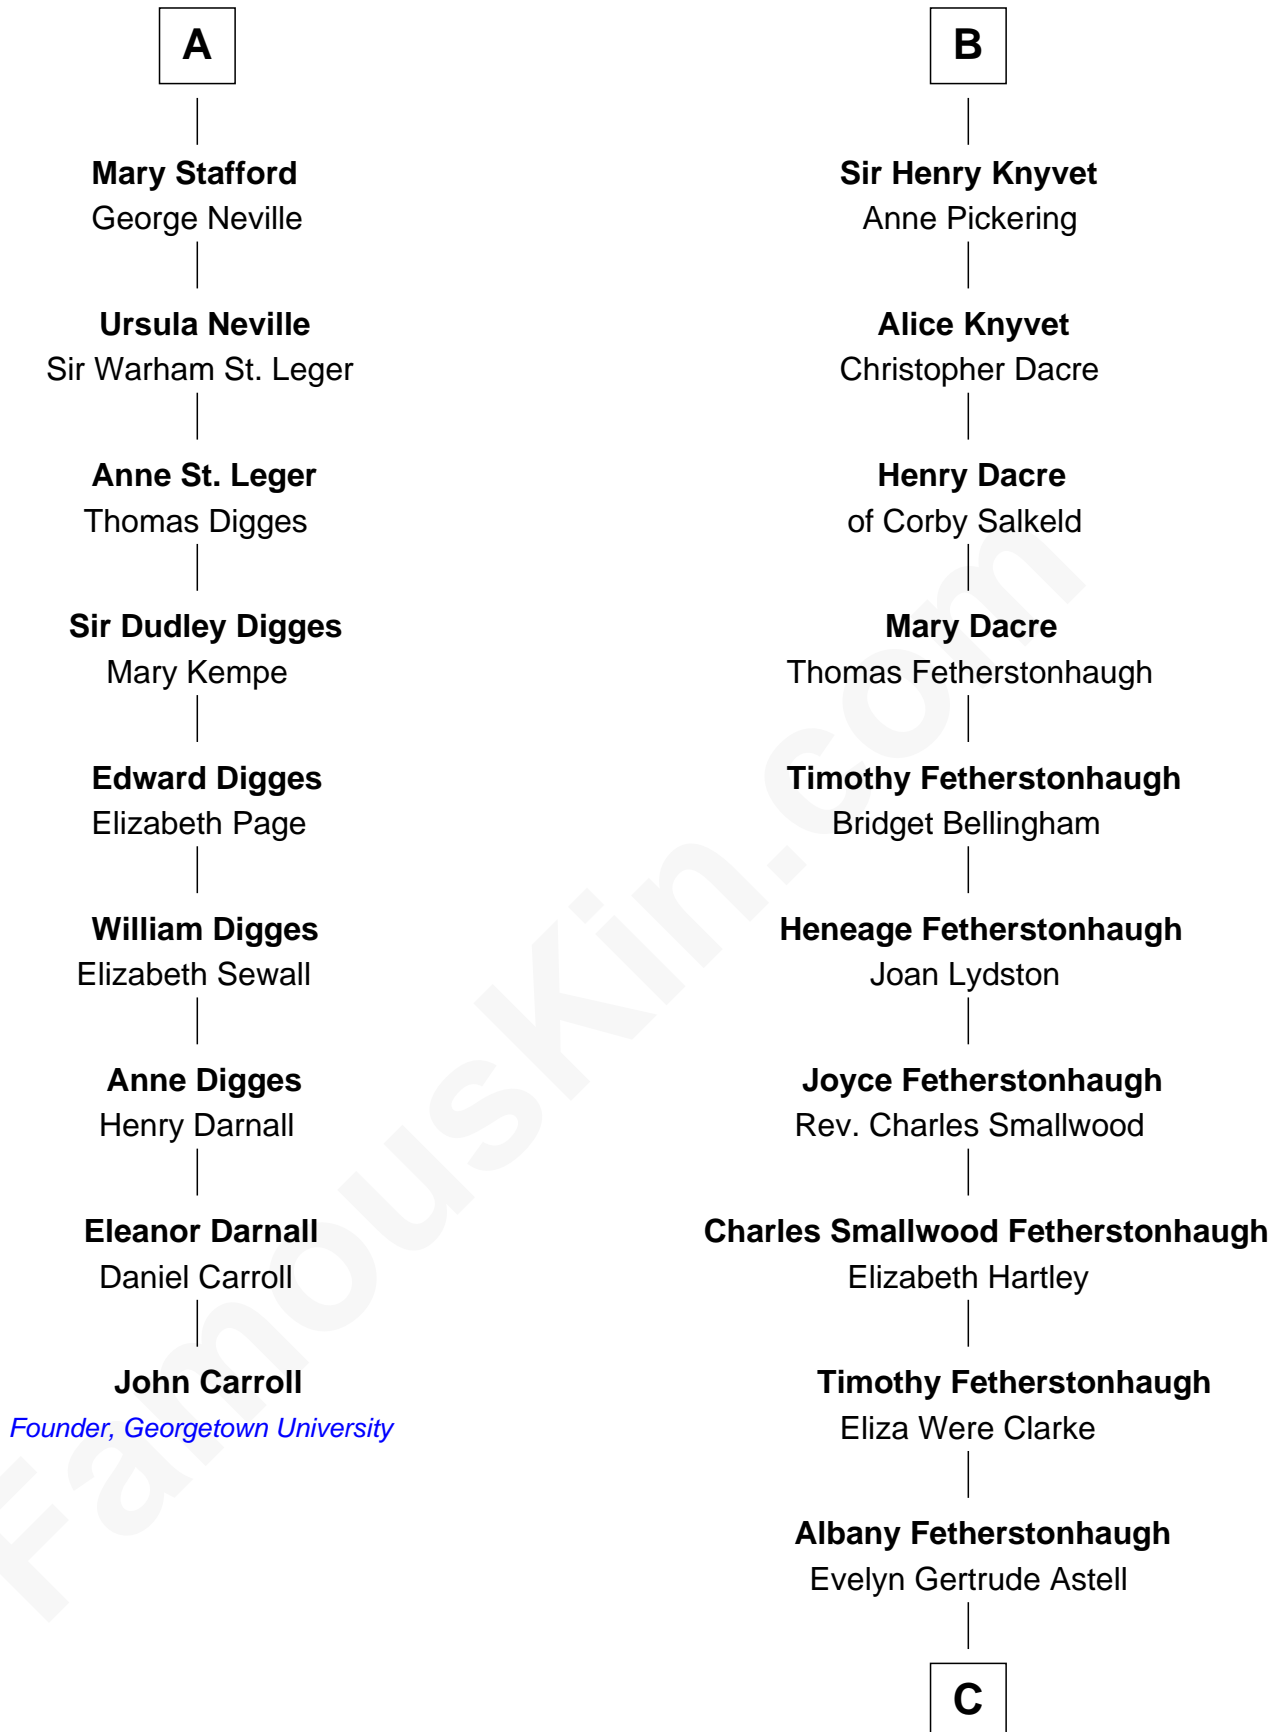 A
Mary Stafford
George Neville
Ursula Neville
Sir Warham St. Leger
Anne St. Leger
Thomas Digges
Sir Dudley Digges
Mary Kempe
Edward Digges
Elizabeth Page
William Digges
Elizabeth Sewall
Anne Digges
Henry Darnall
Eleanor Darnall
Daniel Carroll
John Carroll
Founder, Georgetown University
B
Sir Henry Knyvet
Anne Pickering
Alice Knyvet
Christopher Dacre
Henry Dacre
of Corby Salkeld
Mary Dacre
Thomas Fetherstonhaugh
Timothy Fetherstonhaugh
Bridget Bellingham
Heneage Fetherstonhaugh
Joan Lydston
Joyce Fetherstonhaugh
Rev. Charles Smallwood
Charles Smallwood Fetherstonhaugh
Elizabeth Hartley
Timothy Fetherstonhaugh
Eliza Were Clarke
Albany Fetherstonhaugh
Evelyn Gertrude Astell
C
FamousKin.com